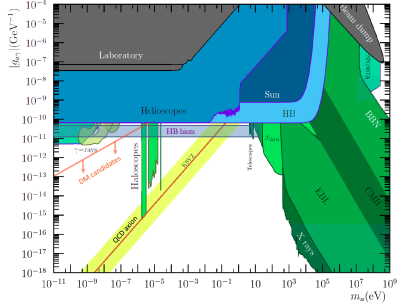 |g_aγ|(GeV⁻¹)
10⁻⁴
10⁻⁵
10⁻⁶
10⁻⁷
10⁻⁸
10⁻⁹
10⁻¹⁰
10⁻¹¹
10⁻¹²
10⁻¹³
10⁻¹⁴
10⁻¹⁵
10⁻¹⁶
10⁻¹⁷
10⁻¹⁸
Laboratory
Beam dump
SN1987A
Sun
Helioscopes
HB
BBN
HB hints
γ-rays
DM candidates
Haloscopes
KSVZ
Telescopes
x_ion
QCD axion
EBL
CMB
X rays
10⁻¹¹ 10⁻⁹ 10⁻⁷ 10⁻⁵ 10⁻³ 10⁻¹ 10 10³ 10⁵ 10⁷ 10⁹
m_a(eV)